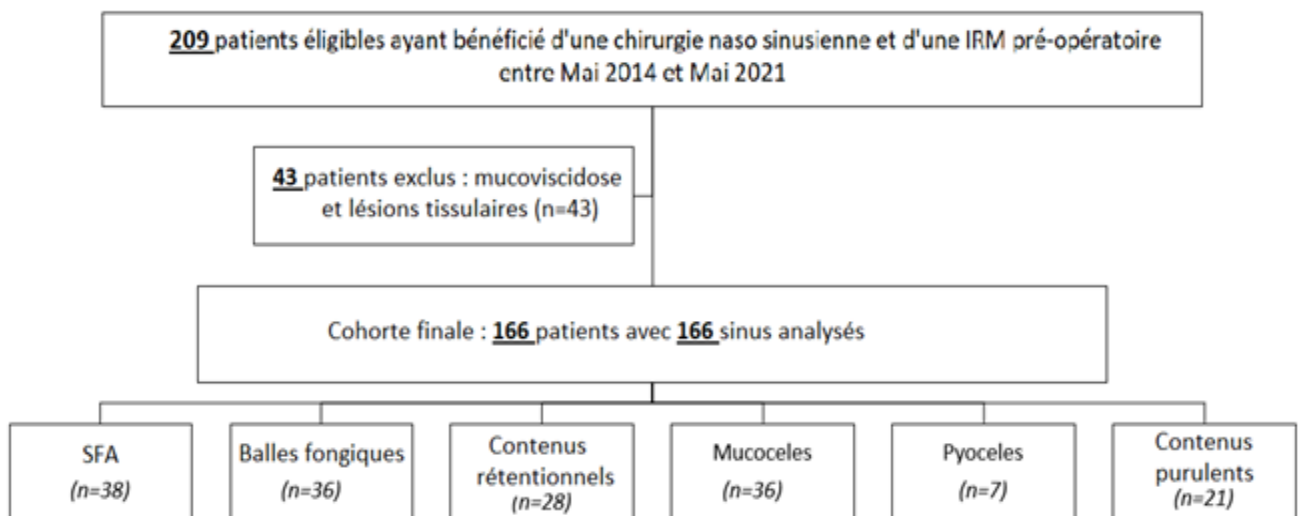 209 patients éligibles ayant bénéficié d'une chirurgie naso sinusienne et d'une IRM pré-opératoire
entre Mai 2014 et Mai 2021
43 patients exclus : mucoviscidose
et lésions tissulaires (n=43)
Cohorte finale : 166 patients avec 166 sinus analysés
SFA
(n=38)
Balles fongiques
(n=36)
Contenus
rétentionnels
(n=28)
Mucoceles
(n=36)
Pyoceles
(n=7)
Contenus
purulents
(n=21)